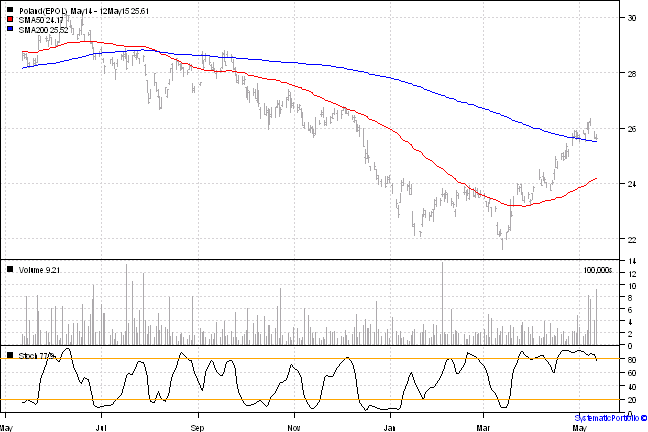 Poland(EPOL) May14 - 12May15 25.61
SMA50 24.17
SMA200 25.52
30
28
26
24
22
Volume 9.21
100,000s
14
12
10
8
6
4
2
0
Stoch 77.9
80
60
40
20
0
May
Jul
Sep
Nov
Jan
Mar
May
SystematicPortfolio ©